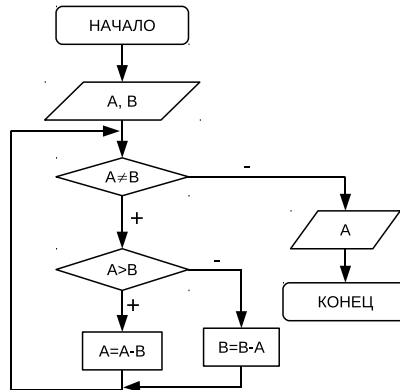 НАЧАЛО
A, B
A≠B
-
+
A
A>B
-
+
КОНЕЦ
A=A-B
B=B-A